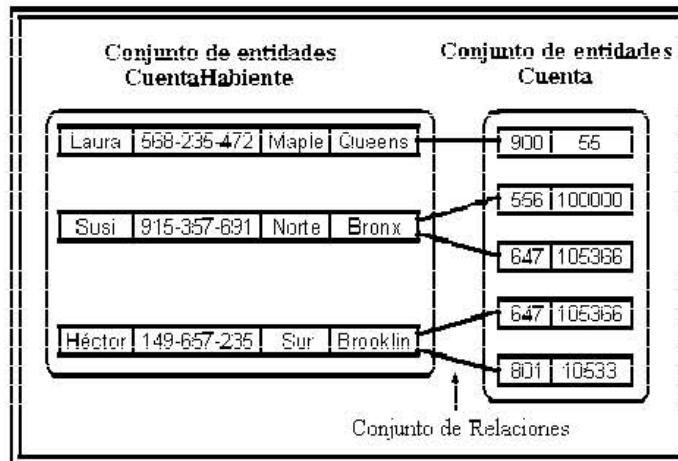 Conjunto de entidades
CuentaHabiente
Conjunto de entidades
Cuenta
Laura 568-235-472 Maple Queens
900 55
556 100000
Susi 915-357-691 Norte Bronx
647 105366
647 105366
Héctor 149-657-235 Sur Brooklin
801 10533
Conjunto de Relaciones